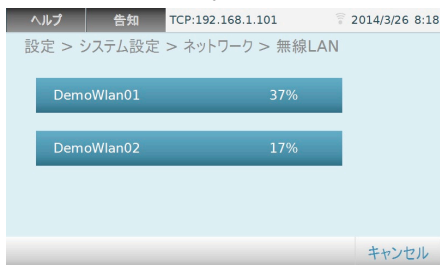 ヘルプ 告知 TCP:192.168.1.101 2014/3/26 8:18
設定 > システム設定 > ネットワーク > 無線LAN
DemoWlan01 37%
DemoWlan02 17%
キャンセル